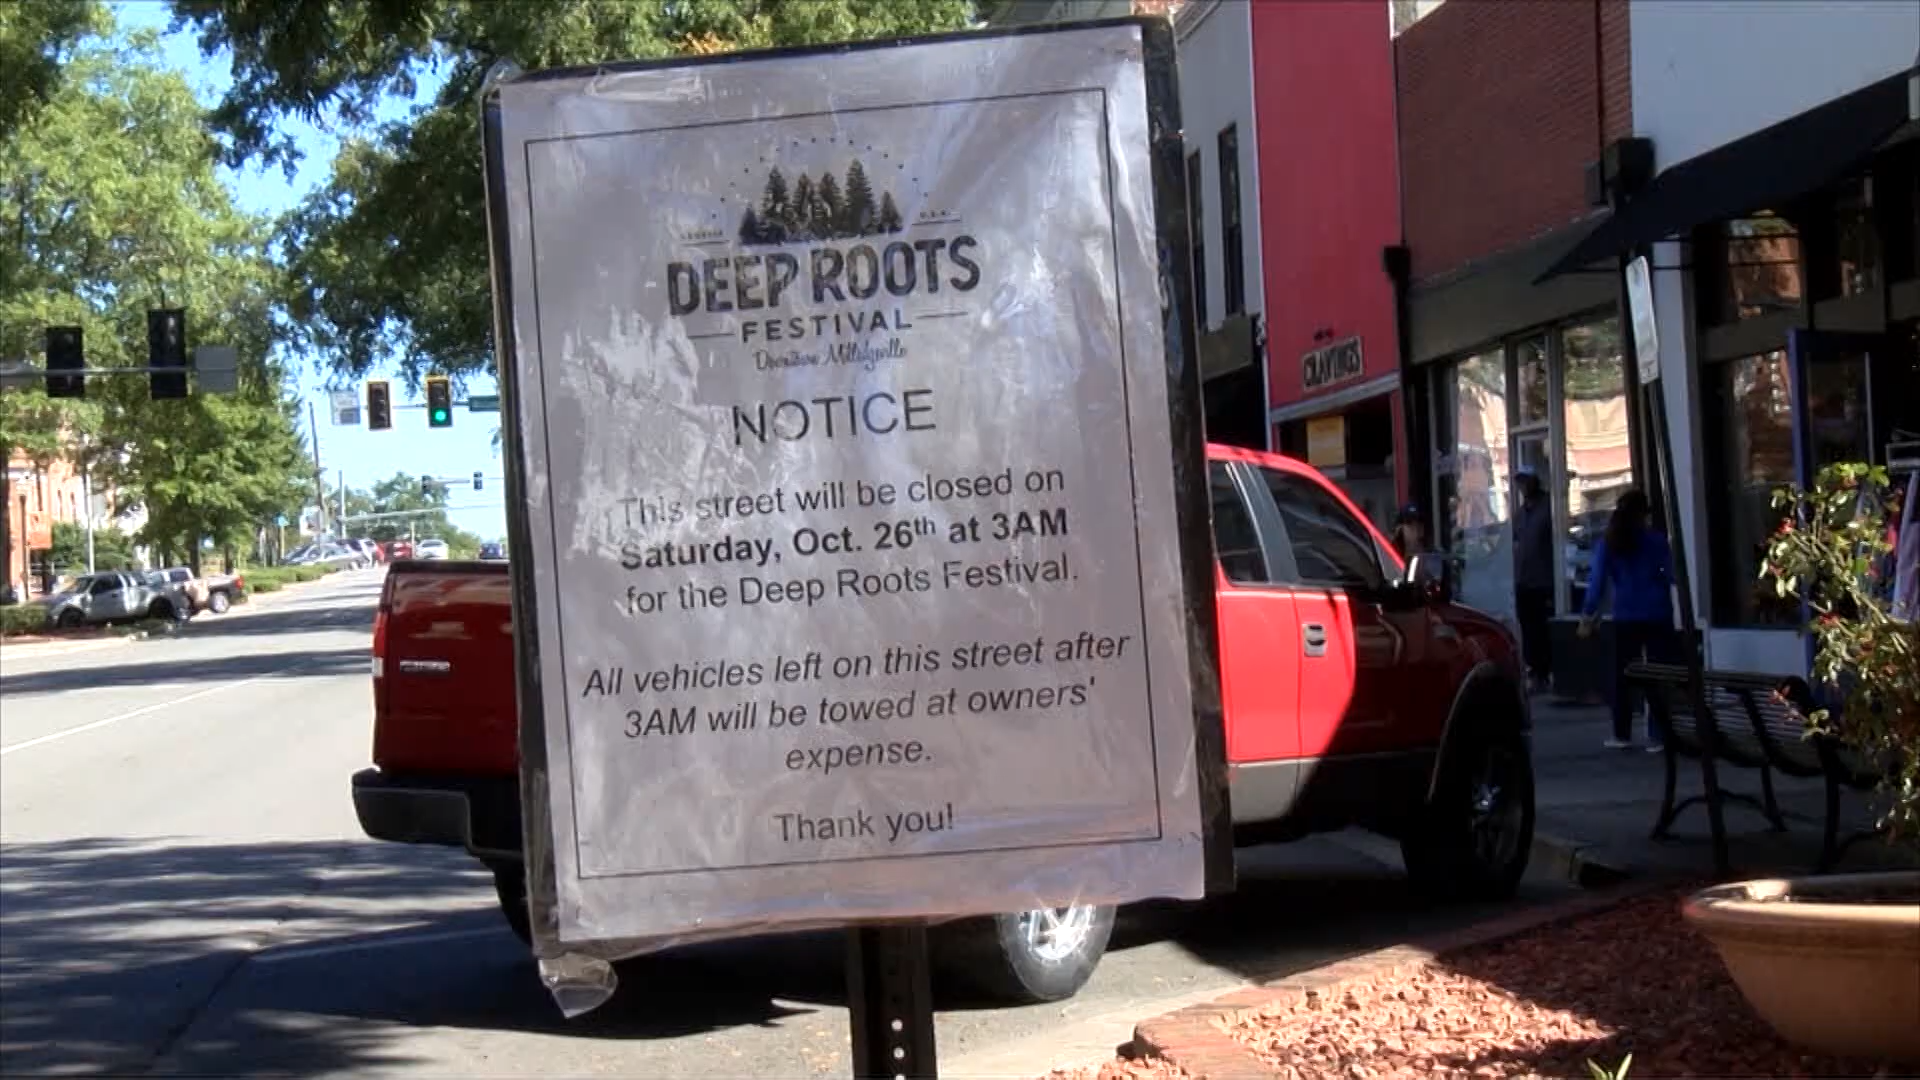 GEORGIA U.S.A.
DEEP ROOTS
FESTIVAL
Downtown Milledgeville
NOTICE
This street will be closed on
Saturday, Oct. 26th at 3AM
for the Deep Roots Festival.
All vehicles left on this street after
3AM will be towed at owners'
expense.
Thank you!
CRAVINGS